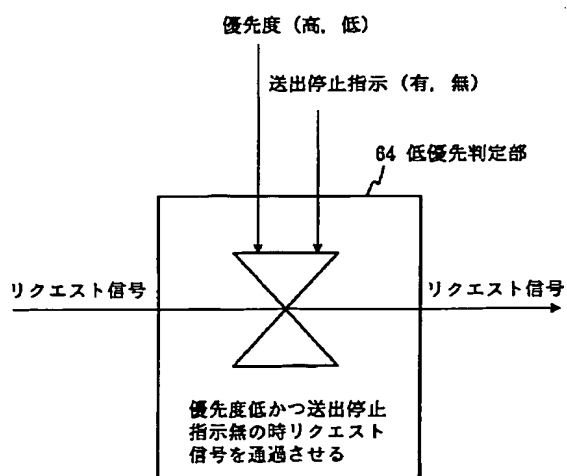 優先度（高，低）
送出停止指示（有，無）
64 低優先判定部
リクエスト信号
リクエスト信号
優先度低かつ送出停止
指示無の時リクエスト
信号を通過させる